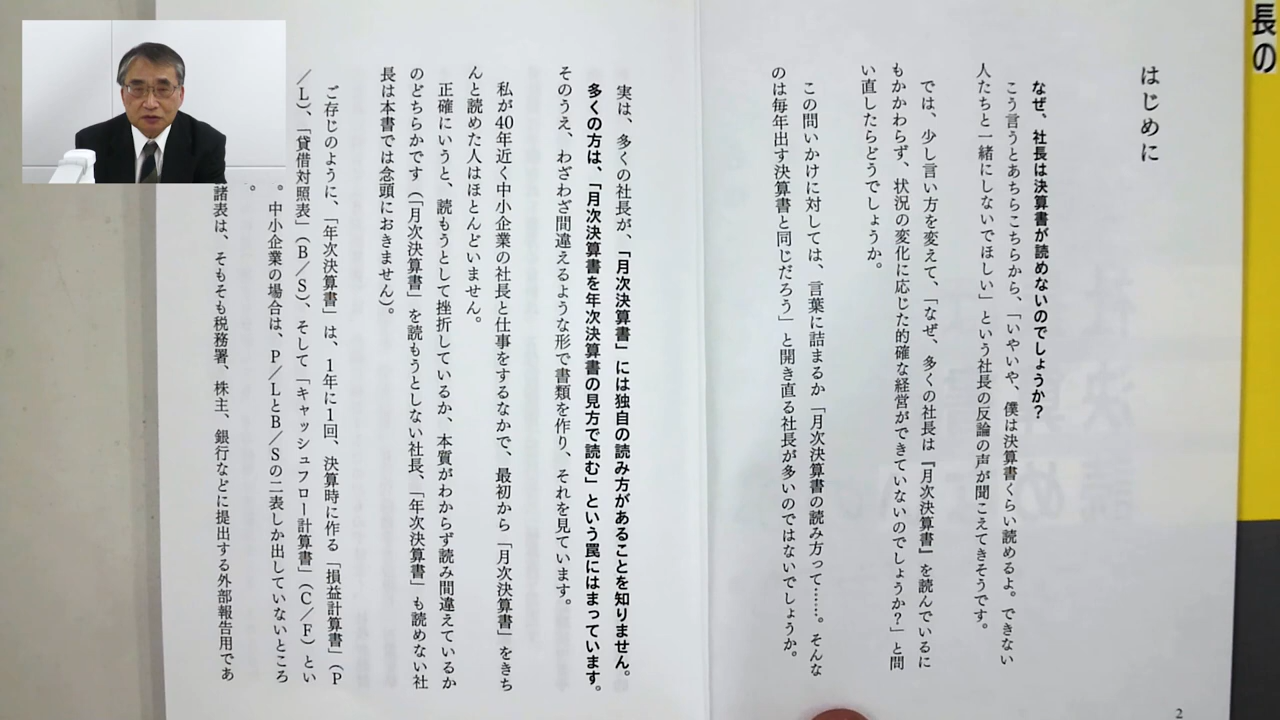 長の
はじめに
なぜ、社長は決算書が読めないのでしょうか?
こう言うとあちらこちらから、「いやいや、僕は決算書くらい読めるよ。できない
人たちと一緒にしないでほしい」という社長の反論の声が聞こえてきそうです。
では、少し言い方を変えて、「なぜ、多くの社長は『月次決算書』を読んでいるに
もかかわらず、状況の変化に応じた的確な経営ができていないのでしょうか?」と問
い直したらどうでしょうか。
この問いかけに対しては、言葉に詰まるか「月次決算書の読み方って……。そんな
のは毎年出す決算書と同じだろう」と開き直る社長が多いのではないでしょうか。
2
実は、多くの社長が、「月次決算書」には独自の読み方があることを知りません。
多くの方は、「月次決算書を年次決算書の見方で読む」という罠にはまっています。
そのうえ、わざわざ間違えるような形で書類を作り、それを見ています。
私が40年近く中小企業の社長と仕事をするなかで、最初から「月次決算書」をきち
んと読めた人はほとんどいません。
正確にいうと、読もうとして挫折しているか、本質がわからず読み間違えているか
のどちらかです(「月次決算書」を読もうとしない社長、「年次決算書」も読めない社
長は本書では念頭におきません)。
ご存じのように、「年次決算書」は、1年に1回、決算時に作る「損益計算書」(P
/L)、「貸借対照表」(B/S)、そして「キャッシュフロー計算書」(C/F)とい
。中小企業の場合は、P/LとB/Sの二表しか出していないところ
。
諸表は、そもそも税務署、株主、銀行などに提出する外部報告用であ